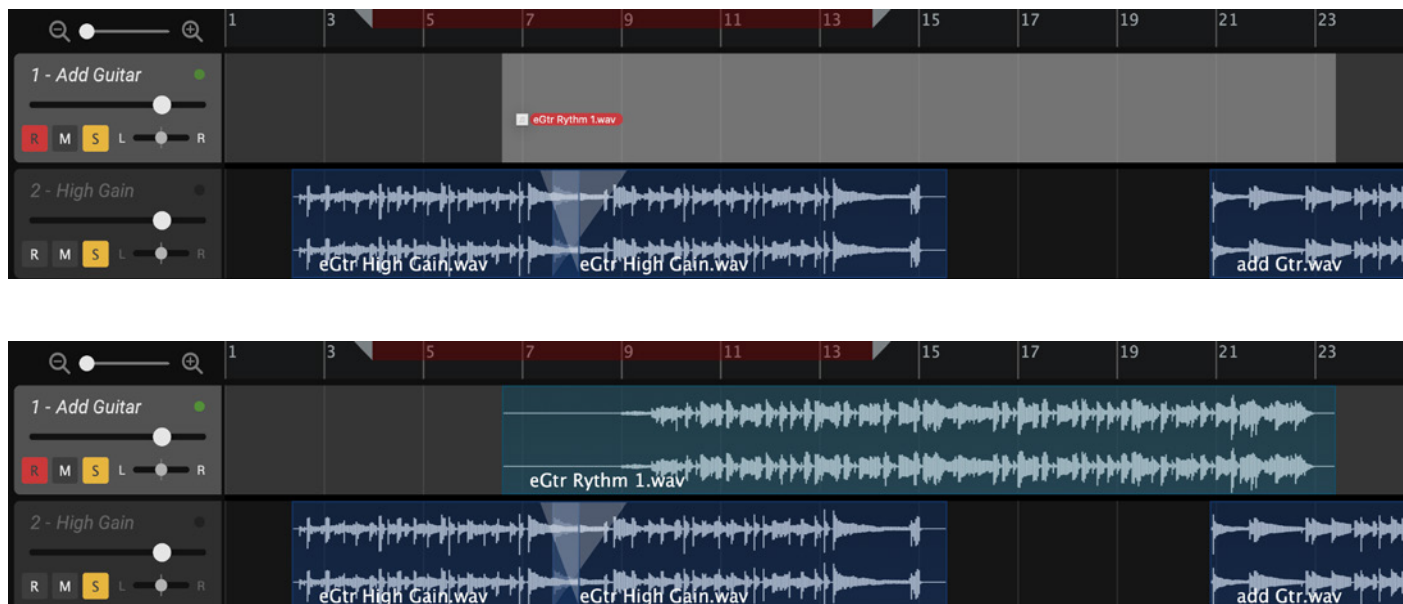 1 3 5 7 9 11 13 15 17 19 21 23
1 - Add Guitar
eGtr Rythm 1.wav
R M S L R
2 - High Gain
R M S L R
eGtr High Gain.wav eGtr High Gain.wav add Gtr.wav
1 3 5 7 9 11 13 15 17 19 21 23
1 - Add Guitar
R M S L R
eGtr Rythm 1.wav
2 - High Gain
R M S L R
eGtr High Gain.wav eGtr High Gain.wav add Gtr.wav